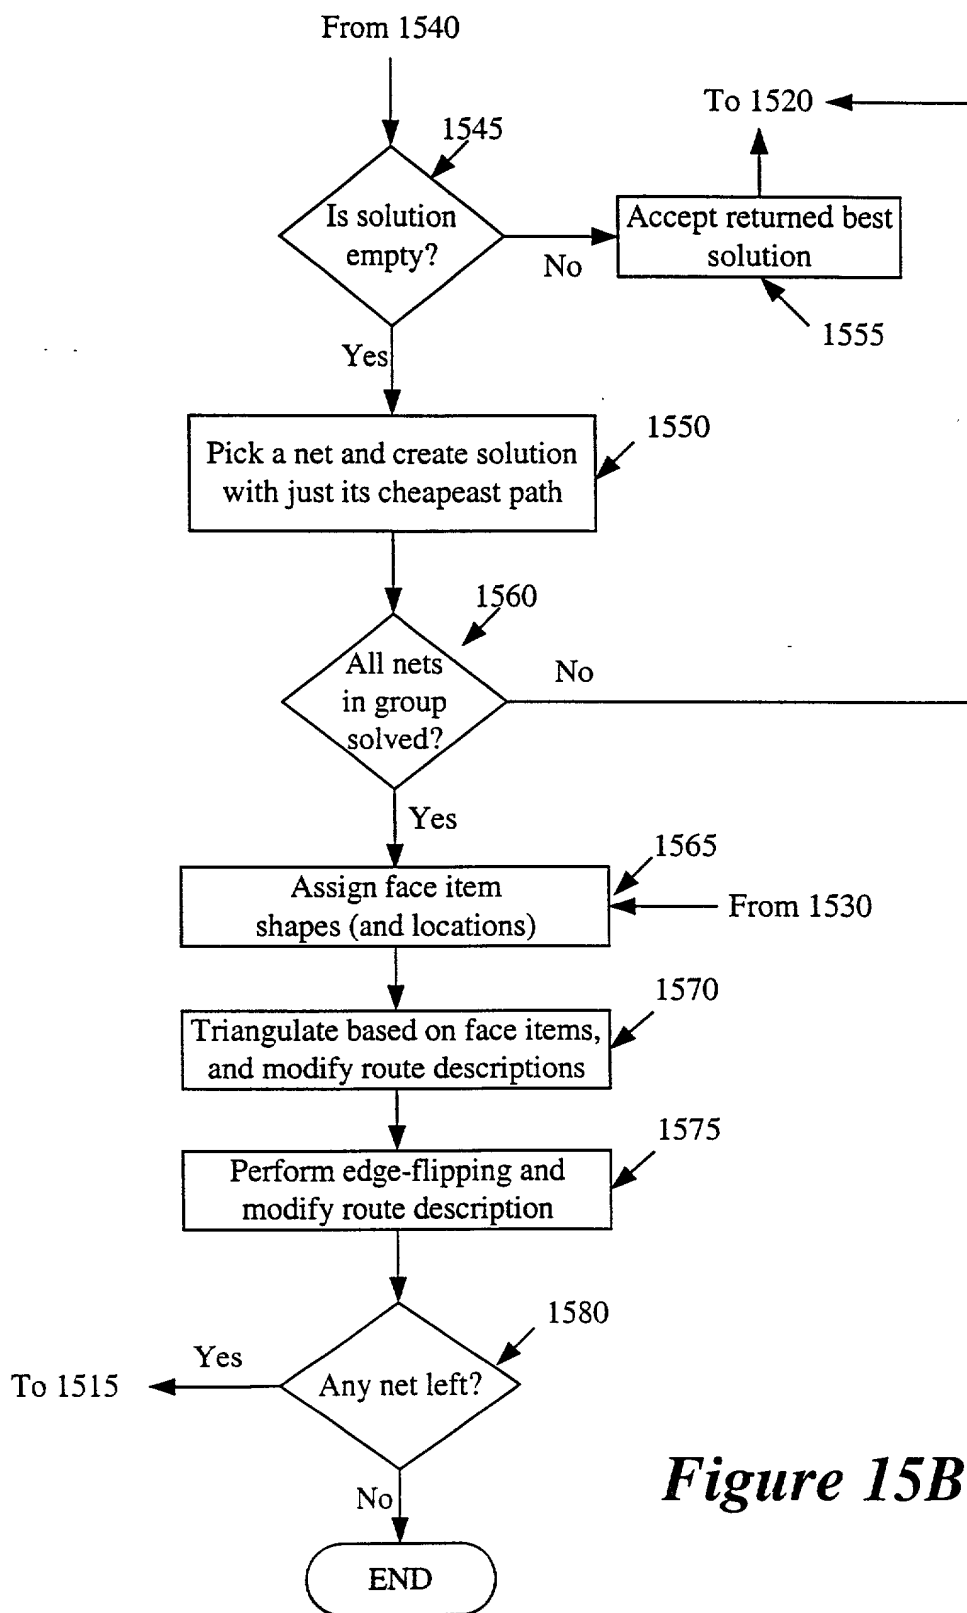 From 1540
To 1520
1545
Is solution
empty?
No
Accept returned best
solution
1555
Yes
1550
Pick a net and create solution
with just its cheapeast path
1560
All nets
in group
solved?
No
Yes
1565
Assign face item
shapes (and locations)
From 1530
1570
Triangulate based on face items,
and modify route descriptions
1575
Perform edge-flipping and
modify route description
1580
Yes
To 1515
Any net left?
No
Figure 15B
END